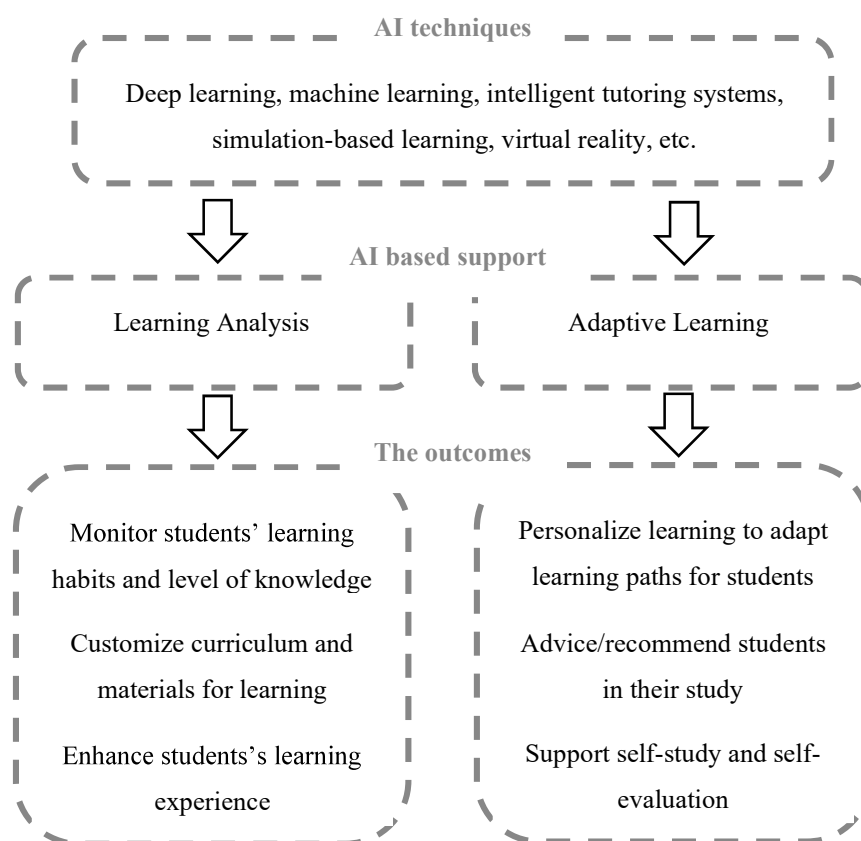 AI techniques
Deep learning, machine learning, intelligent tutoring systems,
simulation-based learning, virtual reality, etc.
AI based support
Learning Analysis
Adaptive Learning
The outcomes
Monitor students’ learning
habits and level of knowledge
Customize curriculum and
materials for learning
Enhance students’s learning
experience
Personalize learning to adapt
learning paths for students
Advice/recommend students
in their study
Support self-study and self-
evaluation